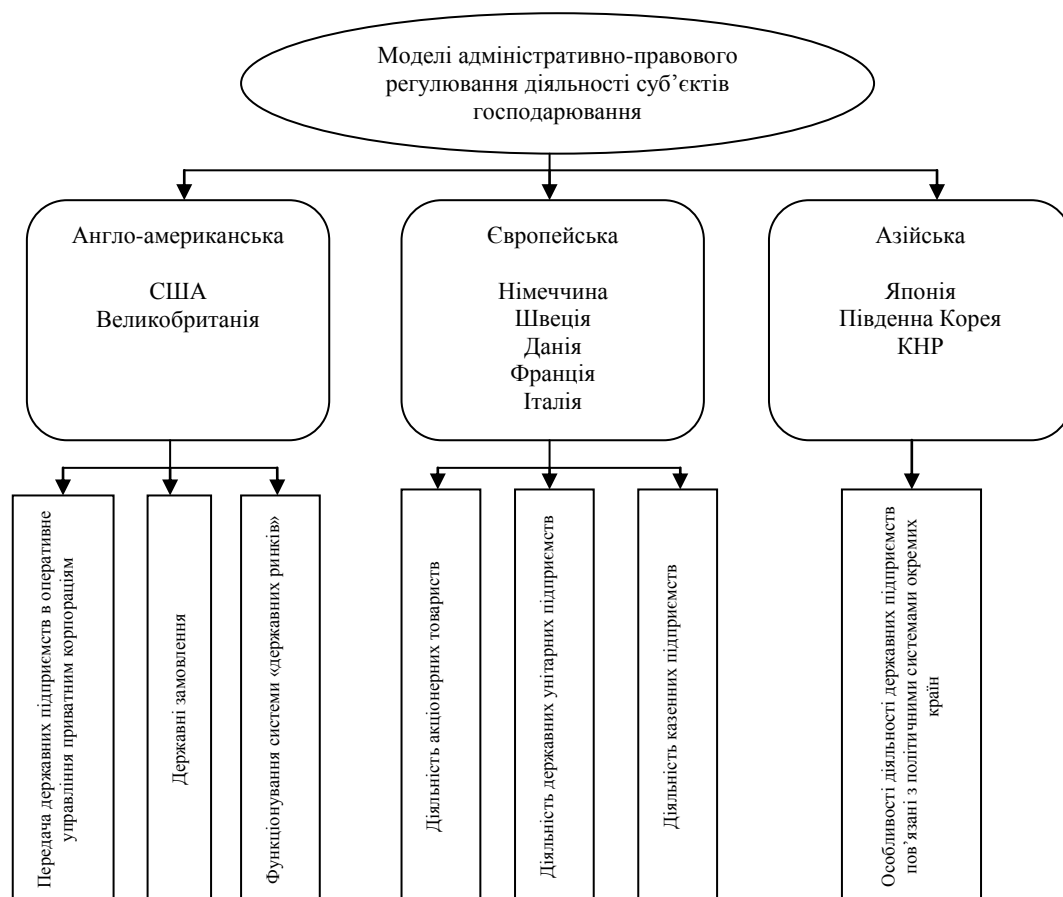 Моделі адміністративно-правового
регулювання діяльності суб’єктів
господарювання
Англо-американська
США
Великобританія
Європейська
Німеччина
Швеція
Данія
Франція
Італія
Азійська
Японія
Південна Корея
КНР
Передача державних підприємств в оперативне
управління приватним корпораціям
Державні замовлення
Функціонування системи «державних ринків»
Діяльність акціонерних товариств
Діяльність державних унітарних підприємств
Діяльність казенних підприємств
Особливості діяльності державних підприємств
пов’язані з політичними системами окремих
країн